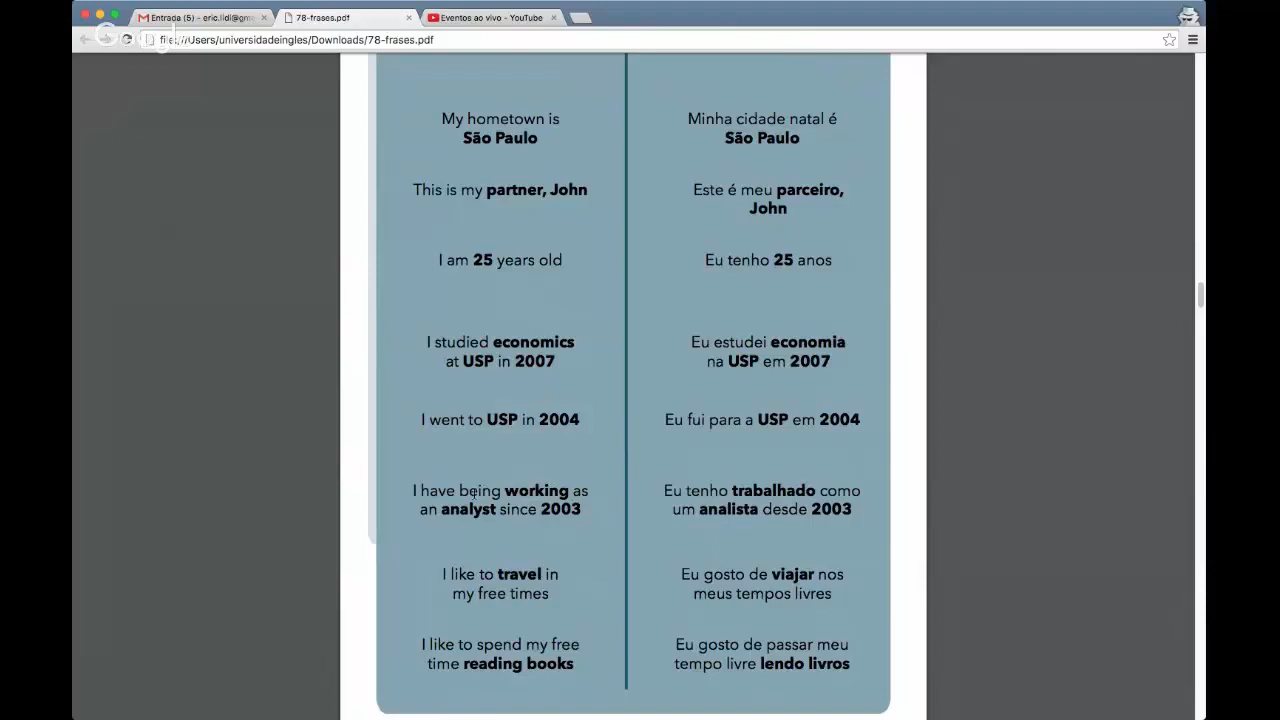 Entrada (5) – eric.lidl@gm
78-frases.pdf
Eventos ao vivo - YouTube
file:///Users/universidadeingles/Downloads/78-frases.pdf
My hometown is
São Paulo
Minha cidade natal é
São Paulo
This is my partner, John
Este é meu parceiro,
John
I am 25 years old
Eu tenho 25 anos
I studied economics
at USP in 2007
Eu estudei economia
na USP em 2007
I went to USP in 2004
Eu fui para a USP em 2004
I have being working as
an analyst since 2003
Eu tenho trabalhado como
um analista desde 2003
I like to travel in
my free times
Eu gosto de viajar nos
meus tempos livres
I like to spend my free
time reading books
Eu gosto de passar meu
tempo livre lendo livros